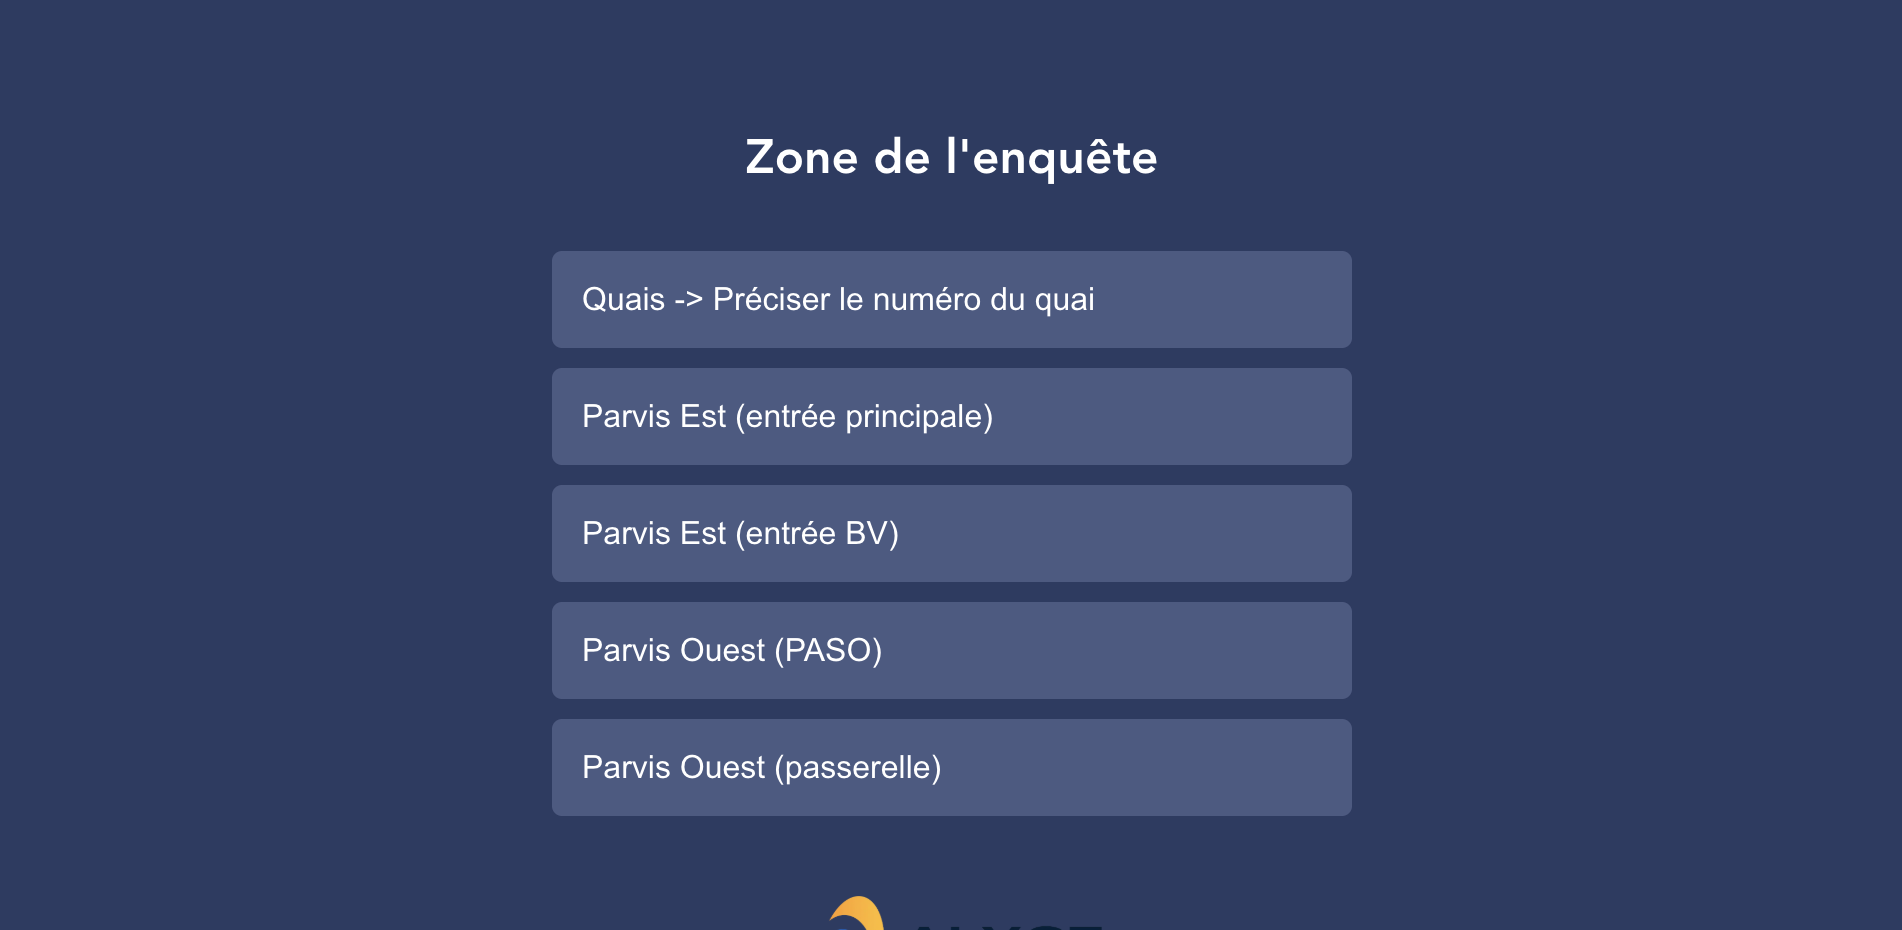 Zone de l'enquête
Quais -> Préciser le numéro du quai
Parvis Est (entrée principale)
Parvis Est (entrée BV)
Parvis Ouest (PASO)
Parvis Ouest (passerelle)